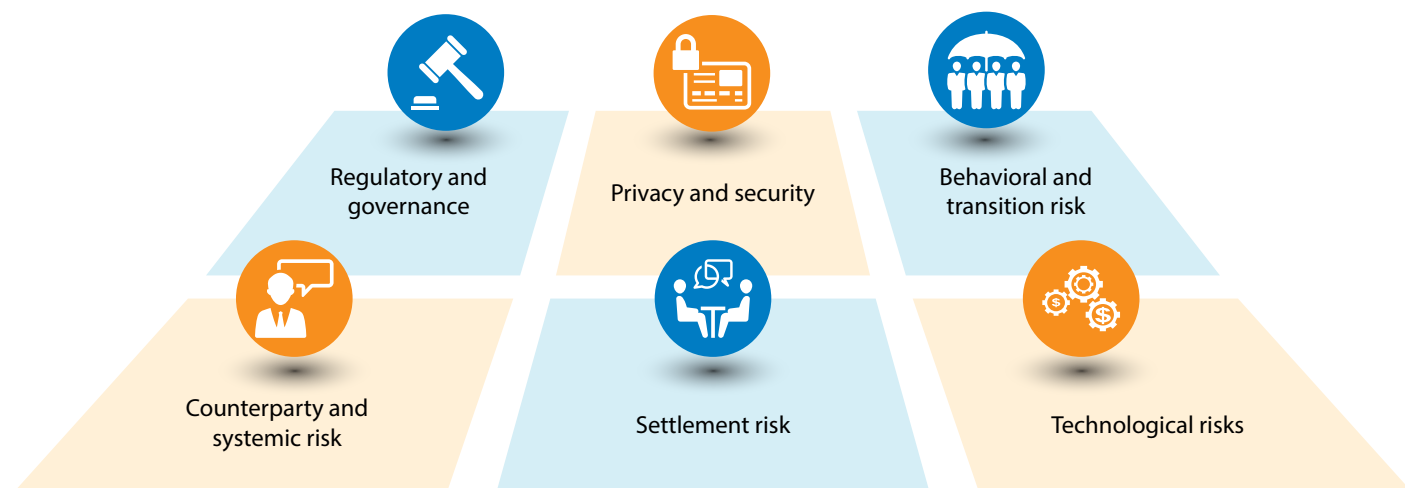 Regulatory and
governance
Privacy and security
Behavioral and
transition risk
Counterparty and
systemic risk
Settlement risk
Technological risks